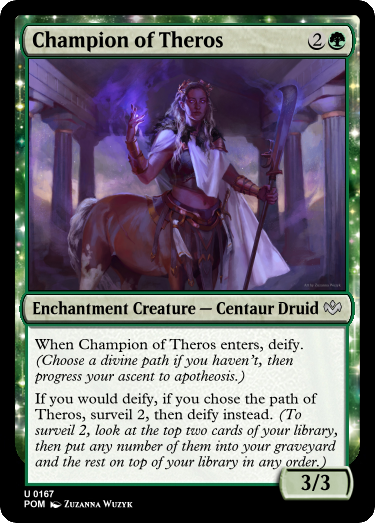 Champion of Theros 2
Enchantment Creature — Centaur Druid
When Champion of Theros enters, deify.
(Choose a divine path if you haven't, then
progress your ascent to apotheosis.)
If you would deify, if you chose the path of
Theros, surveil 2, then deify instead. (To
surveil 2, look at the top two cards of your library,
then put any number of them into your graveyard
and the rest on top of your library in any order.)
3/3
U 0167
POM Zuzanna Wuzyk